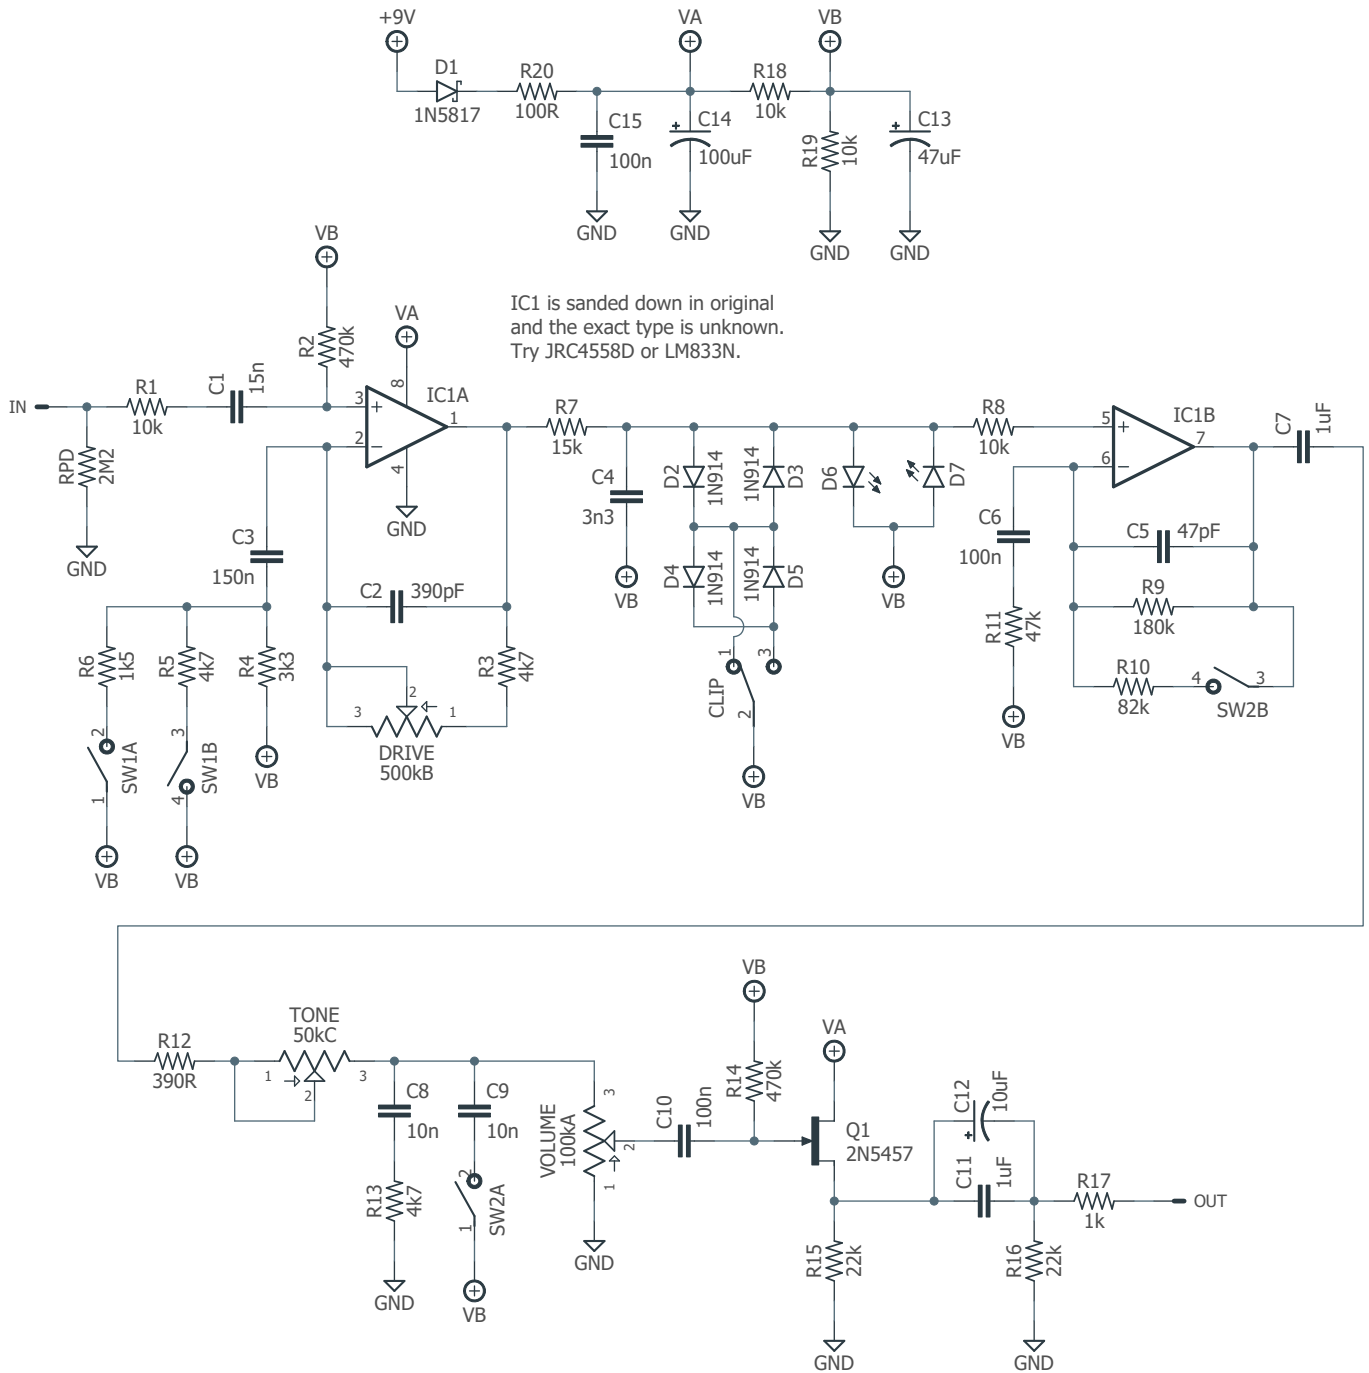 +9V
VA
VB
D1
1N5817
R20
100R
C15
100n
C14
100uF
R18
10k
R19
10k
C13
47uF
GND
GND
GND
GND
IC1 is sanded down in original
and the exact type is unknown.
Try JRC4558D or LM833N.
VB
R2
470k
VA
IN
R1
10k
C1
15n
RPD
2M2
GND
3
2
8
4
1
IC1A
GND
C3
150n
C2
390pF
R6
1k5
R5
4k7
R4
3k3
R3
4k7
2
3
1
DRIVE
500kB
2
1
SW1A
3
4
SW1B
VB
VB
VB
R7
15k
C4
3n3
VB
D2
1N914
D3
D4
1N914
1N914
D5
1N914
D6
D7
VB
1
3
CLIP
2
VB
R8
10k
5
6
7
IC1B
C7
1uF
C6
100n
C5
47pF
R9
180k
R11
47k
R10
82k
4
3
SW2B
VB
R12
390R
TONE
50kC
1
2
3
C8
10n
C9
10n
R13
4k7
GND
2
1
SW2A
VB
VOLUME
100kA
3
2
1
GND
C10
100n
VB
R14
470k
VA
Q1
2N5457
C12
10uF
C11
1uF
R17
1k
OUT
R15
22k
R16
22k
GND
GND